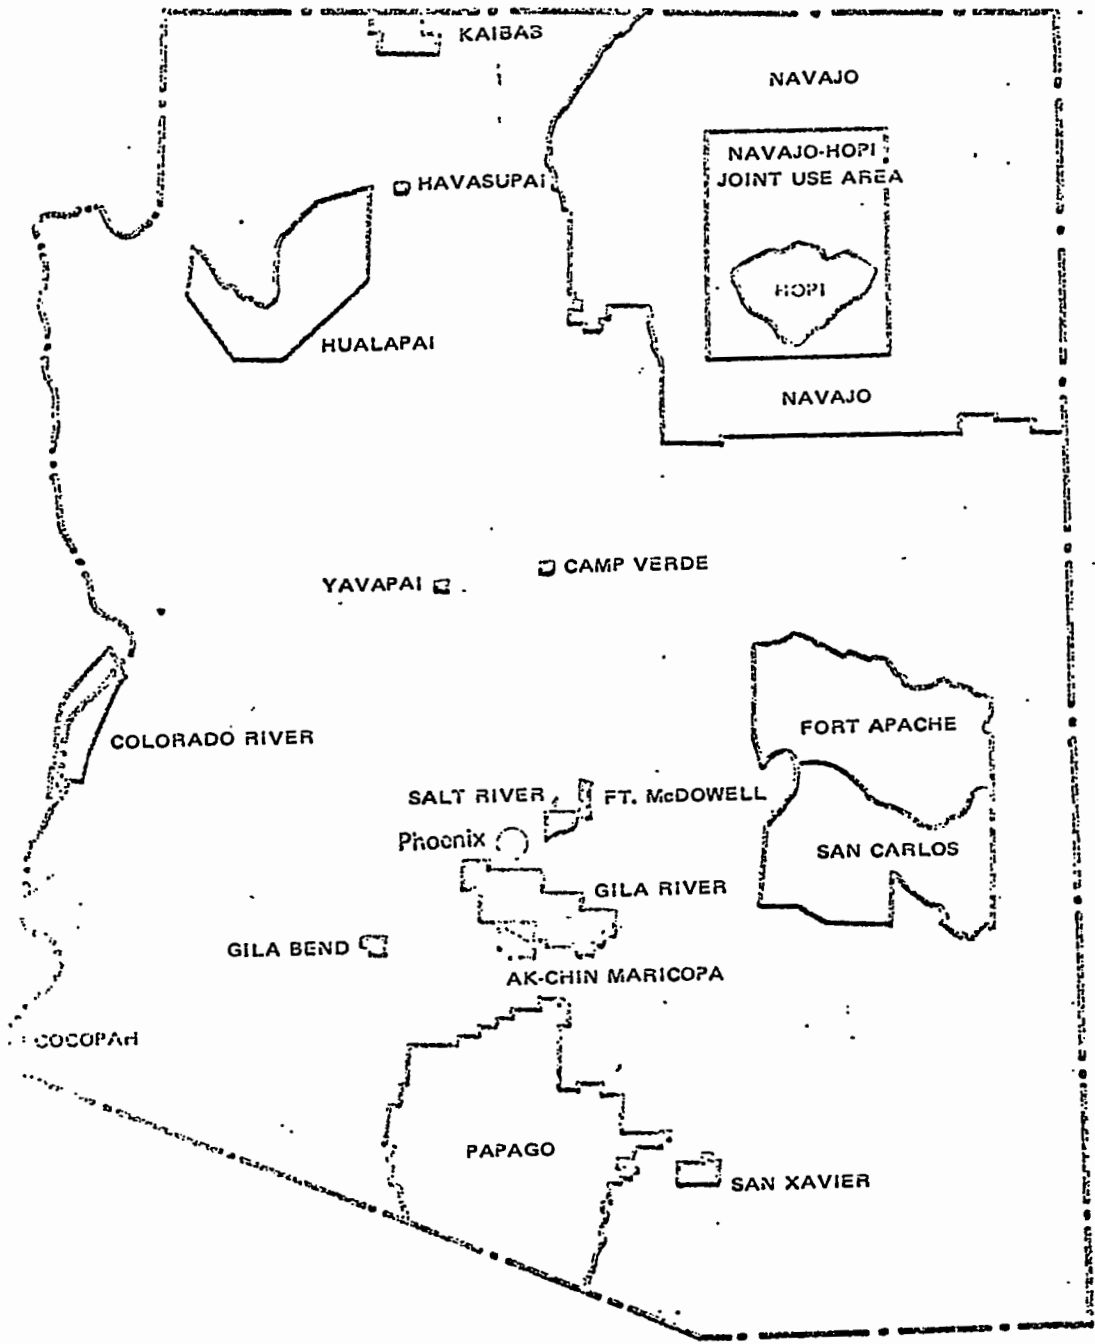 KAIBAB
NAVAJO
NAVAJO-HOPI
JOINT USE AREA
HAVASUPAI
HOPI
HUALAPAI
NAVAJO
CAMP VERDE
YAVAPAI
FORT APACHE
COLORADO RIVER
SALT RIVER
FT. McDOWELL
Phoenix
SAN CARLOS
GILA RIVER
GILA BEND
AK-CHIN MARICOPA
COCOPAH
PAPAGO
SAN XAVIER